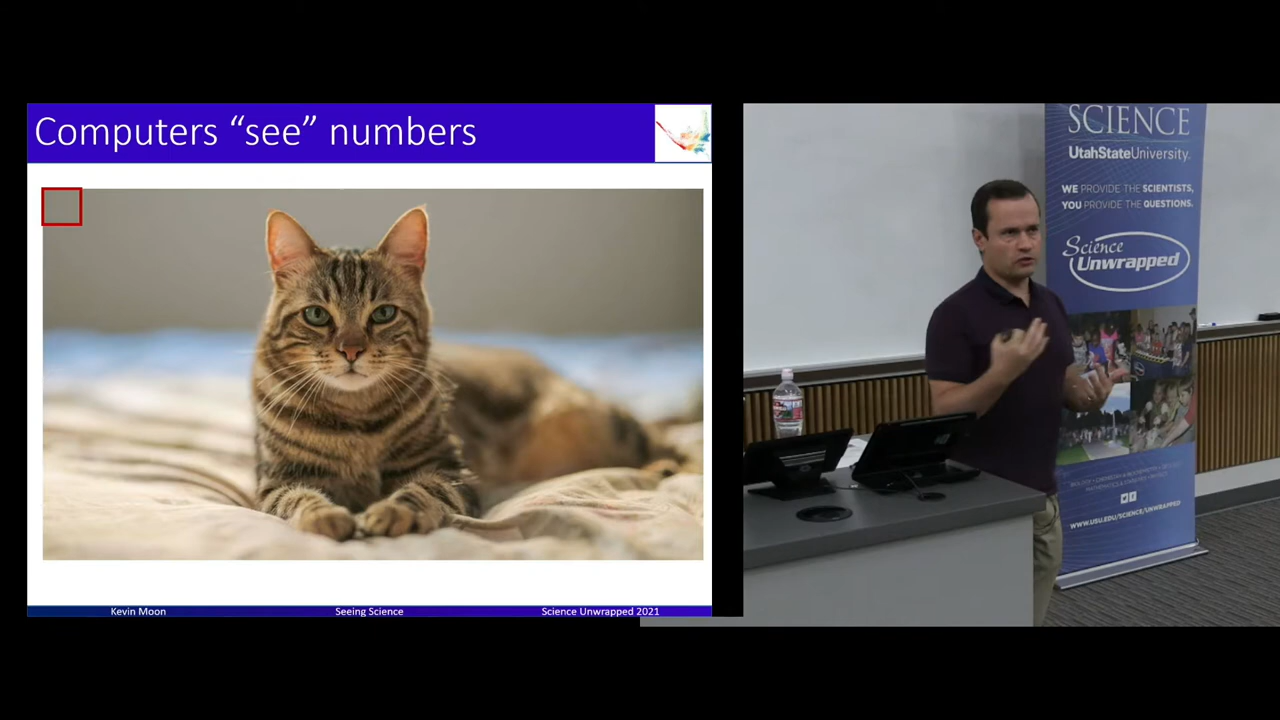 Computers “see” numbers
Kevin Moon
Seeing Science
Science Unwrapped 2021
SCIENCE
UtahStateUniversity
WE PROVIDE THE SCIENTISTS,
YOU PROVIDE THE QUESTIONS.
Science
Unwrapped
WWW.USU.EDU/SCIENCE/UNWRAPPED